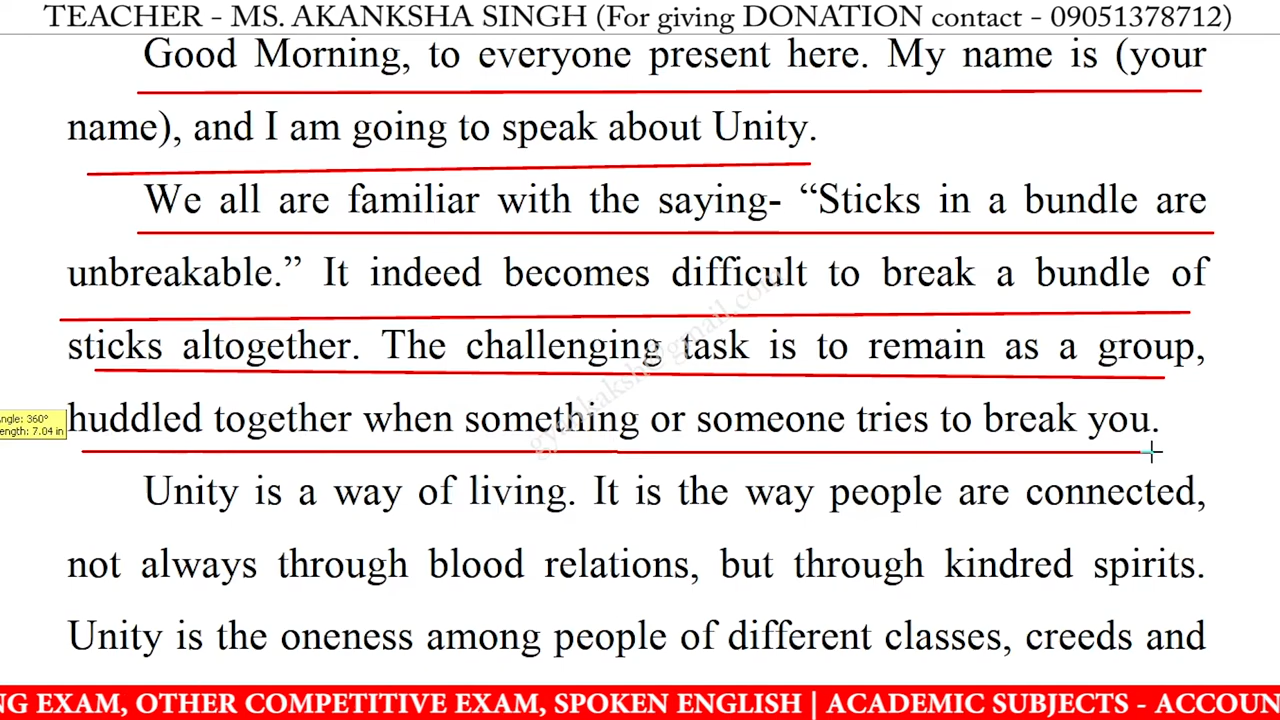 TEACHER - MS. AKANKSHA SINGH (For giving DONATION contact - 09051378712)
Good Morning, to everyone present here. My name is (your
name), and I am going to speak about Unity.
We all are familiar with the saying- “Sticks in a bundle are
unbreakable.” It indeed becomes difficult to break a bundle of
sticks altogether. The challenging task is to remain as a group,
Angle: 360°
huddled together when something or someone tries to break you.
ength: 7.04 in
Unity is a way of living. It is the way people are connected,
not always through blood relations, but through kindred spirits.
Unity is the oneness among people of different classes, creeds and
NG EXAM, OTHER COMPETITIVE EXAM, SPOKEN ENGLISH | ACADEMIC SUBJECTS - ACCOUN